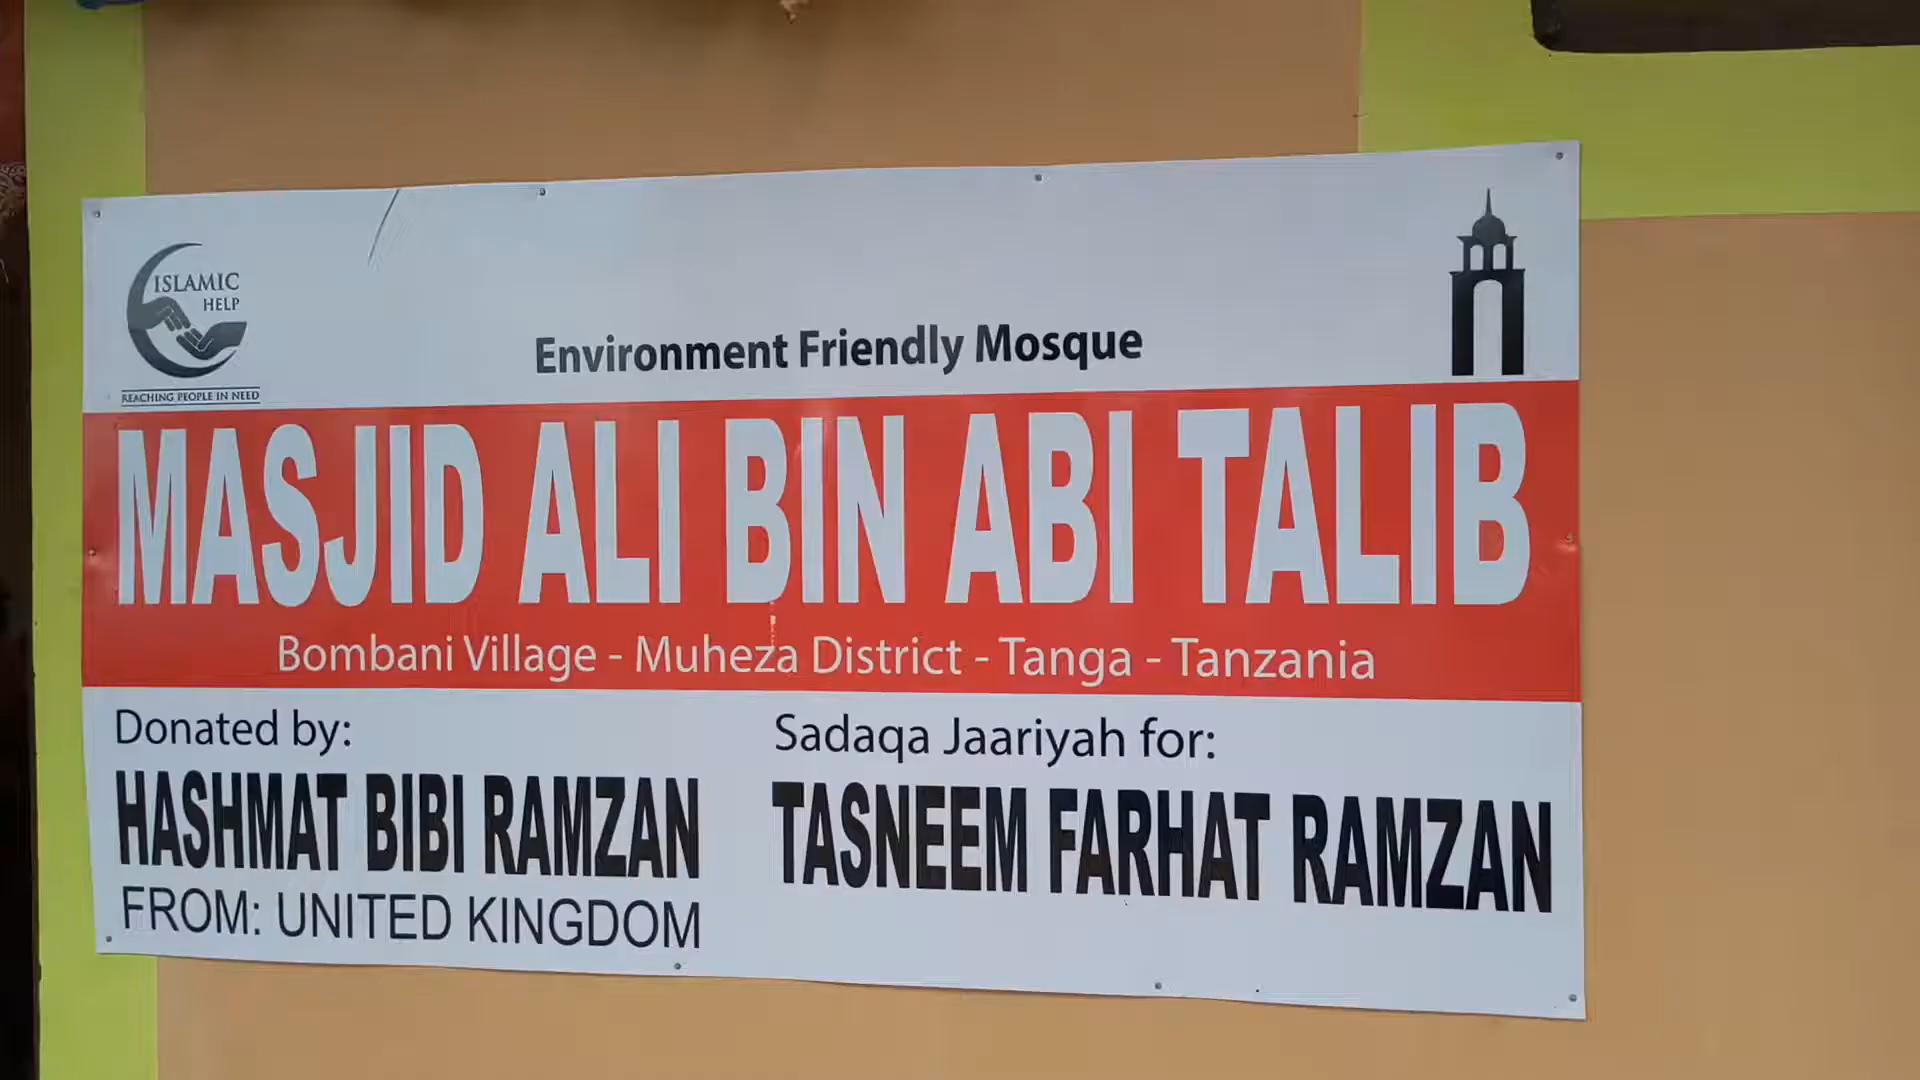 ISLAMIC
HELP
REACHING PEOPLE IN NEED
Environment Friendly Mosque
MASJID ALI BIN ABI TALIB
Bombani Village - Muheza District - Tanga - Tanzania
Donated by:
HASHMAT BIBI RAMZAN
FROM: UNITED KINGDOM
Sadaqa Jaariyah for:
TASNEEM FARHAT RAMZAN